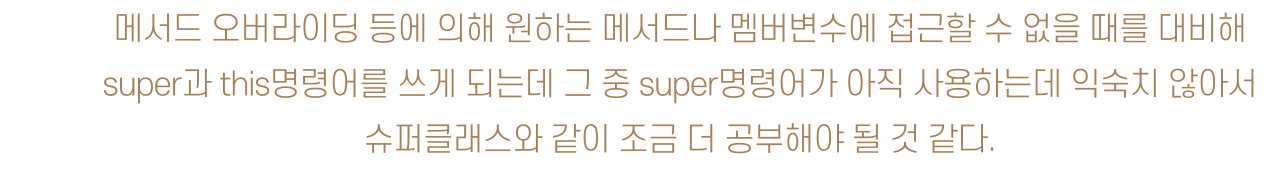 메서드 오버라이딩 등에 의해 원하는 메서드나 멤버변수에 접근할 수 없을 때를 대비해
super과 this명령어를 쓰게 되는데 그 중 super명령어가 아직 사용하는데 익숙치 않아서
슈퍼클래스와 같이 조금 더 공부해야 될 것 같다.